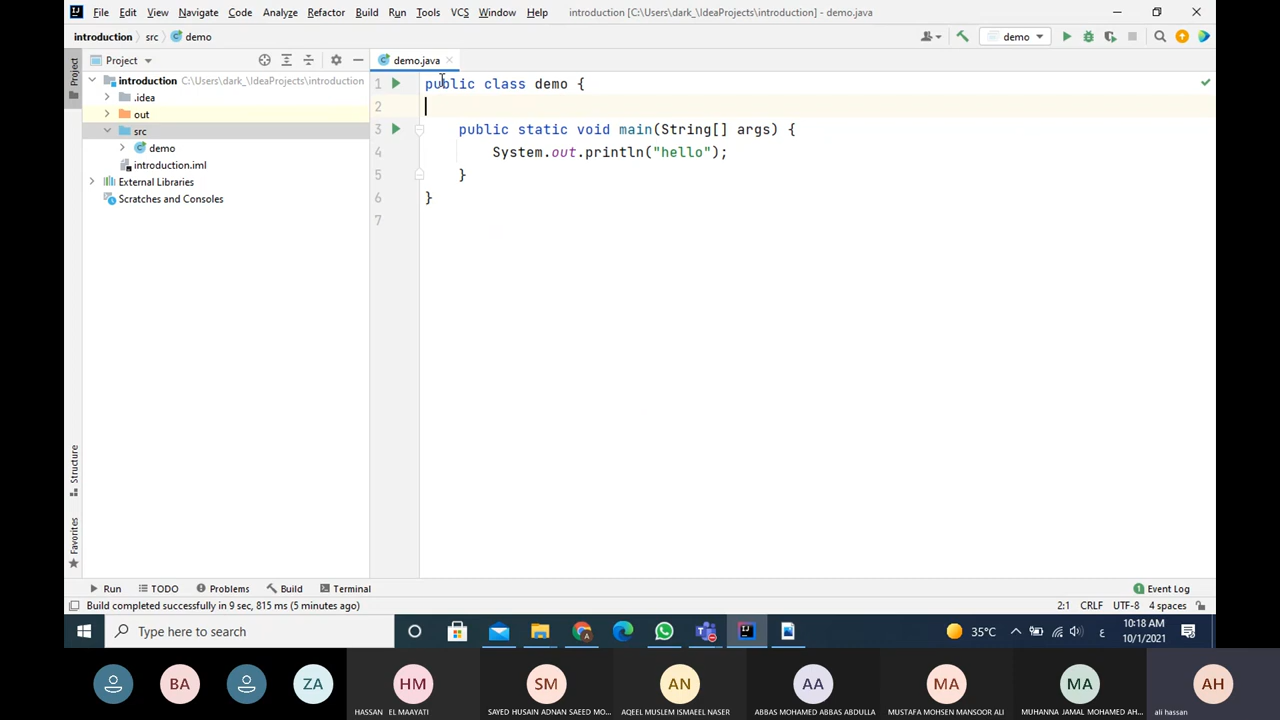 File Edit View Navigate Code Analyze Refactor Build Run Tools VCS Window Help introduction [C:\Users\dark_\IdeaProjects\introduction] - demo.java
introduction src demo
demo
Project
Project
demo.java
introduction C:\Users\dark_\IdeaProjects\introduction
.idea
out
src
demo
introduction.iml
External Libraries
Scratches and Consoles
1 public class demo {
2
3 public static void main(String[] args) {
4 System.out.println("hello");
5 }
6 }
7
Structure
Favorites
Run TODO Problems Build Terminal
1 Event Log
Build completed successfully in 9 sec, 815 ms (5 minutes ago)
2:1 CRLF UTF-8 4 spaces
Type here to search
35°C
ع
10:18 AM
10/1/2021
BA ZA HM SM AN AA MA MA AH
HASSAN EL MAAYATI SAYED HUSAIN ADNAN SAEED MO... AQEEL MUSLEM ISMAEEL NASER ABBAS MOHAMED ABBAS ABDULLA MUSTAFA MOHSEN MANSOOR ALI MUHANNA JAMAL MOHAMED AH... ali hassan